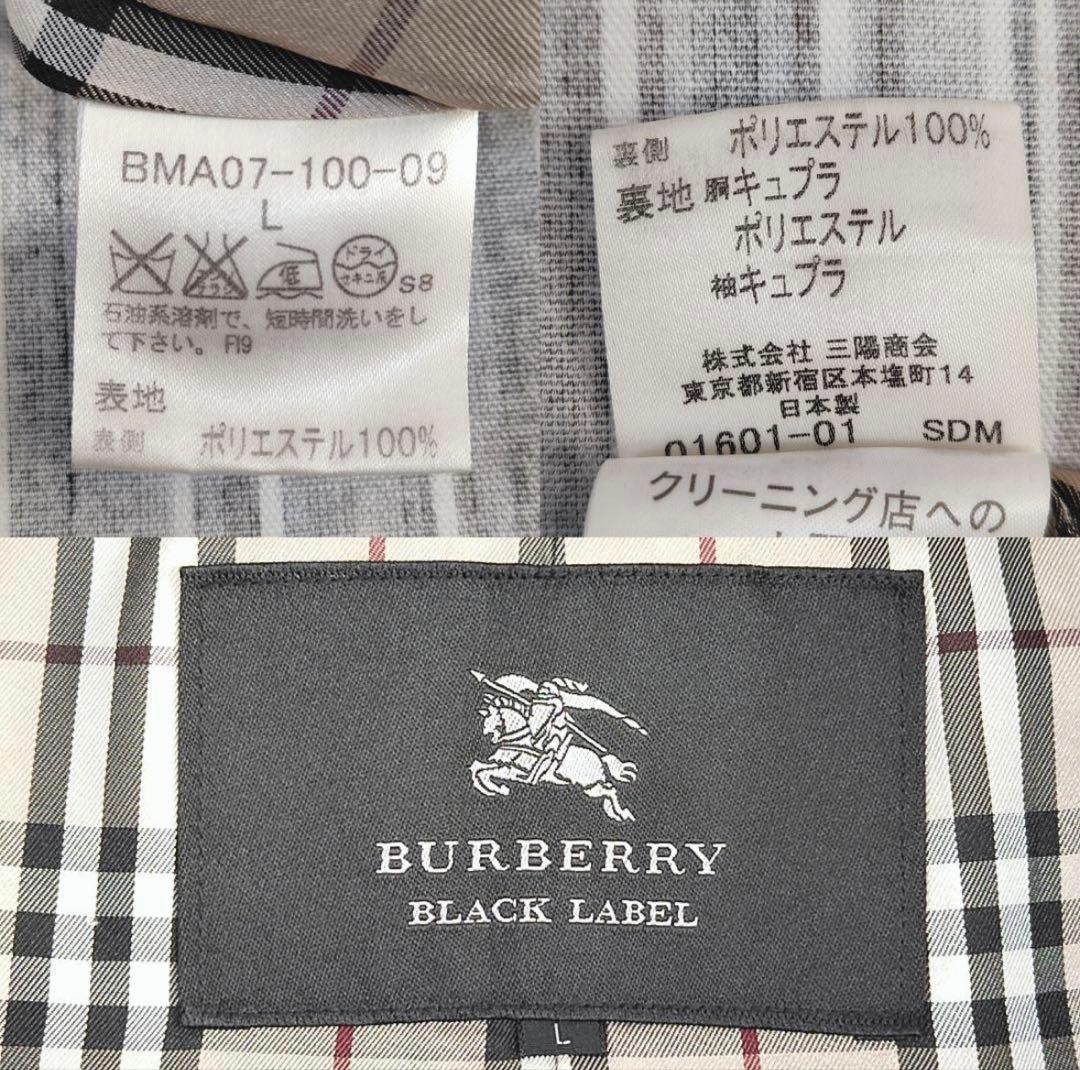 BMA07-100-09
L
低
ドライ
セキユ系
S8
石油系溶剤で、短時間洗いをし
て下さい。FI9
表地
裏側 ポリエステル100%
裏側 ポリエステル100%
裏地 胴キュプラ
ポリエステル
袖キュプラ
株式会社 三陽商会
東京都新宿区本塩町14
日本製
01601-01 SDM
クリーニング店への
BURBERRY
BLACK LABEL
L